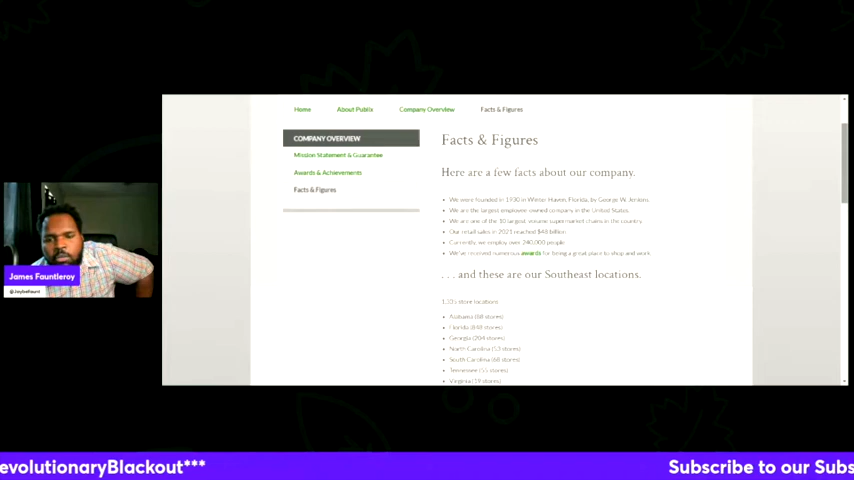 Home About Publix Company Overview Facts & Figures
COMPANY OVERVIEW
Mission Statement & Guarantee
Awards & Achievements
Facts & Figures
Facts & Figures
Here are a few facts about our company.
We were founded in 1930 in Winter Haven, Florida, by George W. Jenkins.
We are the largest employee-owned company in the United States.
We are one of the 10 largest-volume supermarket chains in the country.
Our retail sales in 2021 reached $48 billion
Currently we employ over 240,000 people
We've received numerous awards for being a great place to shop and work.
. . . and these are our Southeast locations.
store locations
Alabama (88 stores)
Florida (848 stores)
Georgia (204 stores)
North Carolina (53 stores)
South Carolina (68 stores)
Tennessee (55 stores)
Virginia (19 stores)
James Fauntleroy
@JaybeFaunt
evolutionaryBlackout*** Subscribe to our Subs